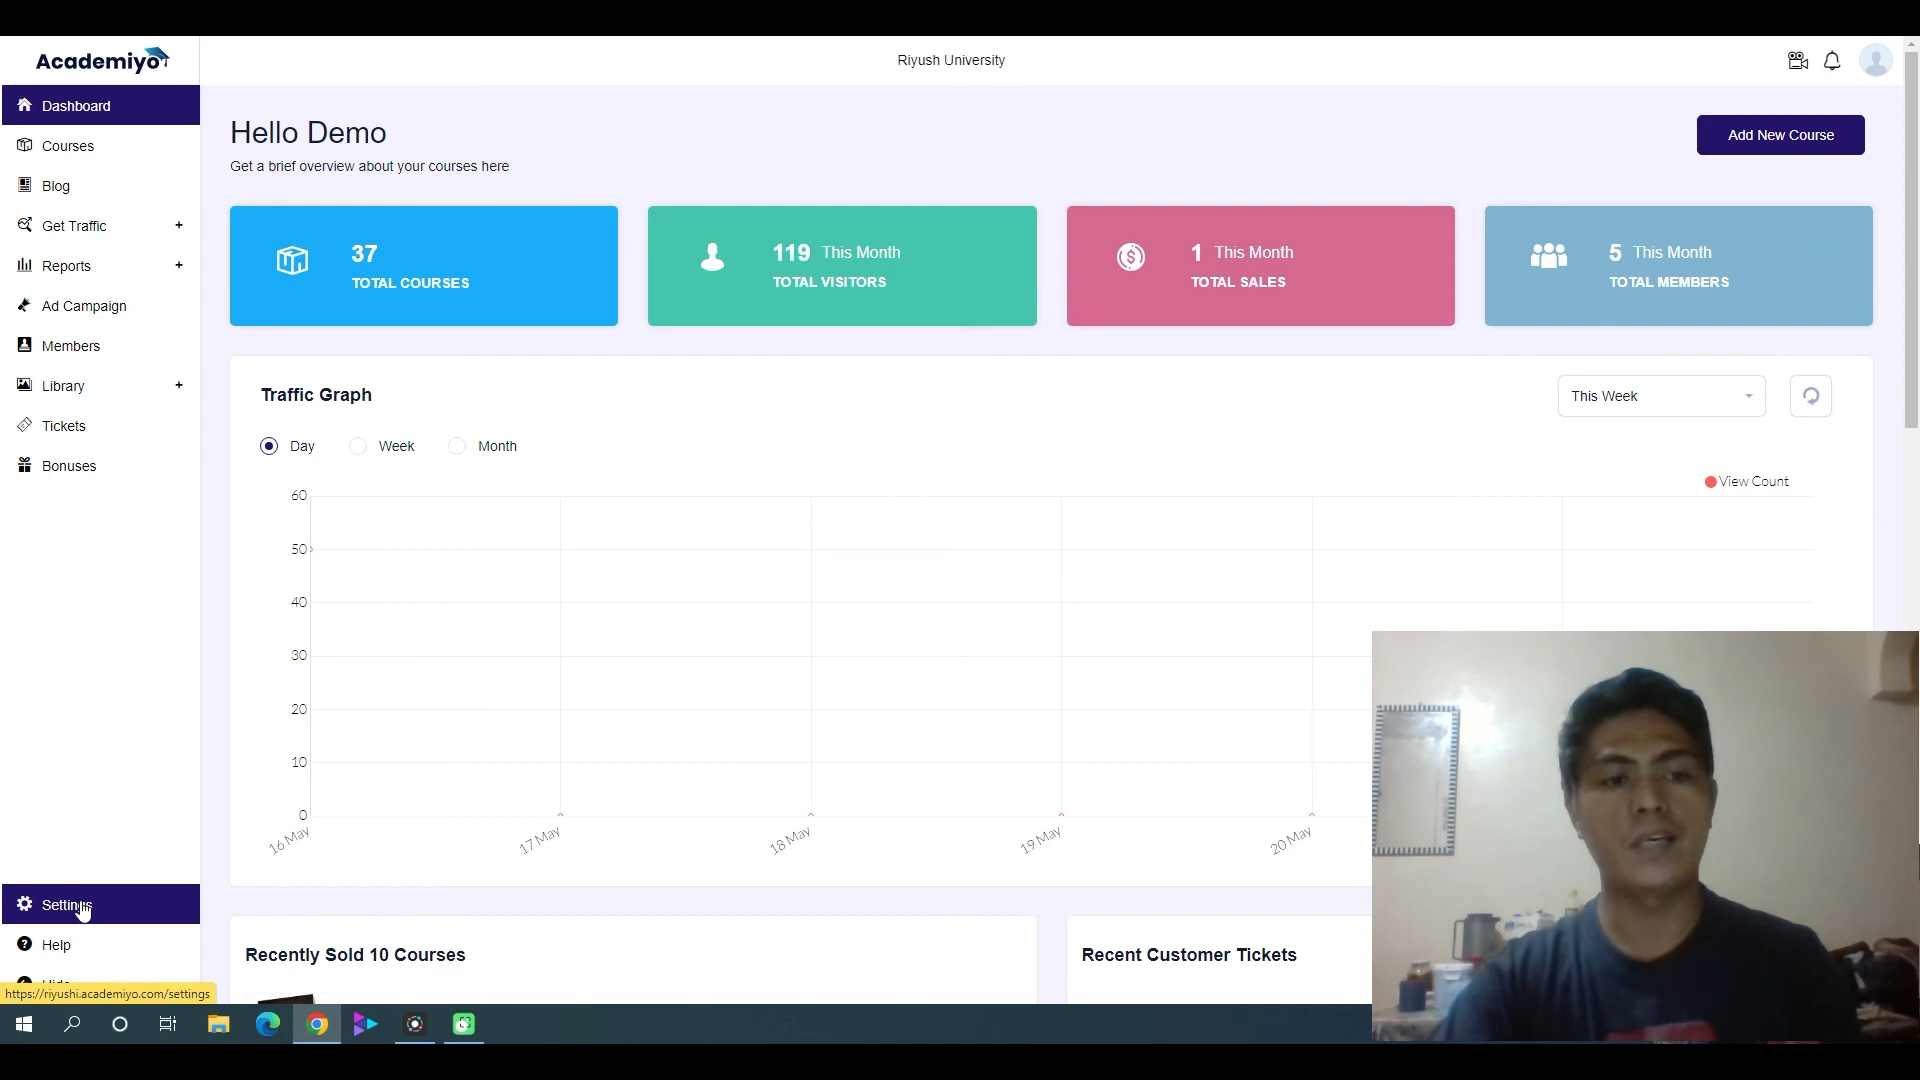 Academiyo
Riyush University
Dashboard
Courses
Blog
Get Traffic +
Reports +
Ad Campaign
Members
Library +
Tickets
Bonuses
Settings
Help
https://riyushi.academiyo.com/settings
Hello Demo
Get a brief overview about your courses here
Add New Course
37
TOTAL COURSES
119 This Month
TOTAL VISITORS
1 This Month
TOTAL SALES
5 This Month
TOTAL MEMBERS
Traffic Graph
This Week
Day Week Month
View Count
60
50
40
30
20
10
0
16 May 17 May 18 May 19 May 20 May
Recently Sold 10 Courses
Recent Customer Tickets